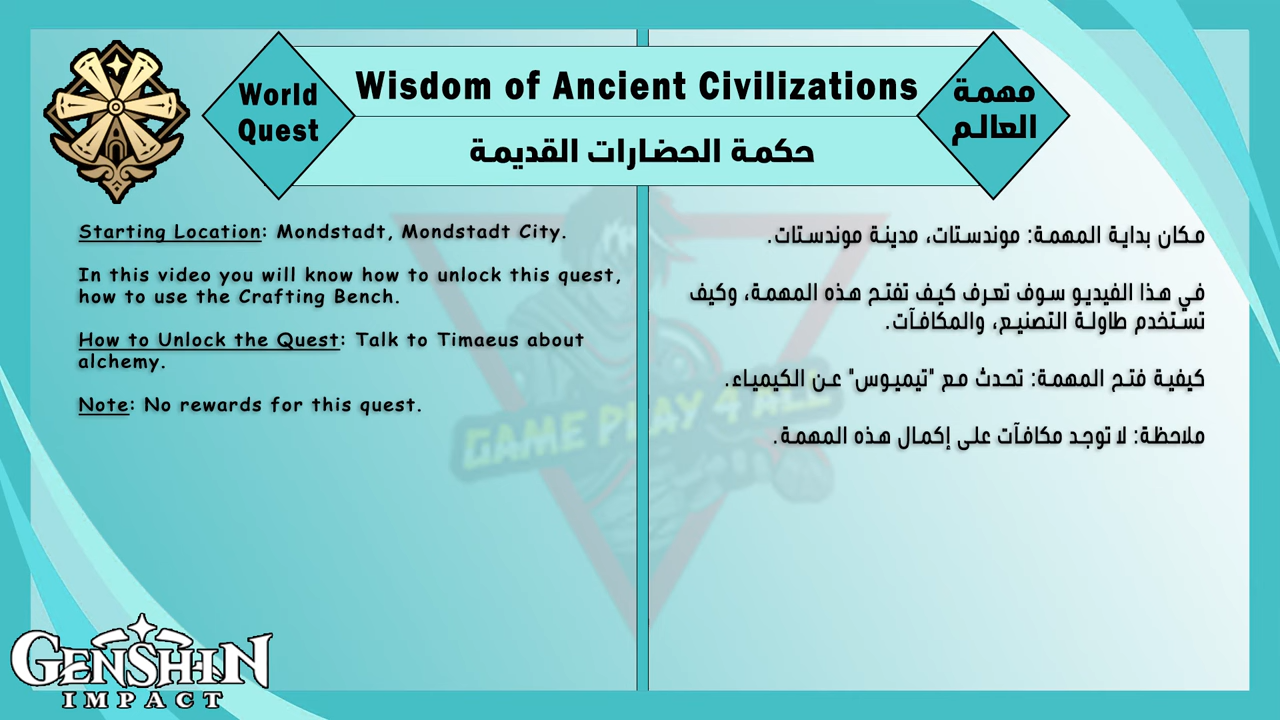 World
Quest
Wisdom of Ancient Civilizations
حكمة الحضارات القديمة
مهمة
العالم
Starting Location: Mondstadt, Mondstadt City.
In this video you will know how to unlock this quest,
how to use the Crafting Bench.
How to Unlock the Quest: Talk to Timaeus about
alchemy.
Note: No rewards for this quest.
مكان بداية المهمة: موندستات، مدينة موندستات.
في هذا الفيديو سوف تعرف كيف تفتح هذه المهمة، وكيف
تستخدم طاولة التصنيع، والمكافآت.
كيفية فتح المهمة: تحدث مع "تيميوس" عن الكيمياء.
ملاحظة: لا توجد مكافآت على إكمال هذه المهمة.
GAME PLAY 4 ALL
GENSHIN
IMPACT